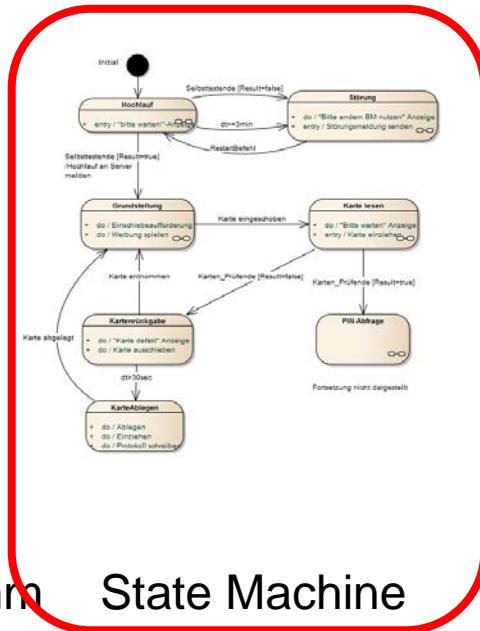 Initial
Selbsttestende [Result=false]
Hochlauf
+ entry / "bitte warten!"-Anzeige
Störung
+ do / "Bitte andern BM nutzen" Anzeige
+ entry / Störungsmeldung senden
dt>=3min
RestartBefehl
Selbsttestende [Result=true]
/Hochlauf an Server
melden
Grundstellung
+ do / Einschiebeaufforderung
+ do / Werbung spielen
Karte eingeschoben
Karte lesen
+ do / "Bitte warten" Anzeige
+ entry / Karte einziehen
Karte entnommen
Karten_Prüfende [Result=false]
Karten_Prüfende [Result=true]
Kartenrückgabe
+ do / "Karte defekt" Anzeige
+ do / Karte ausschieben
PIN-Abfrage
Karte abgelegt
dt>30sec
Fortsetzung nicht dargestellt
KarteAblegen
+ do / Ablegen
+ do / Einziehen
+ do / Protokoll schreiben
State Machine